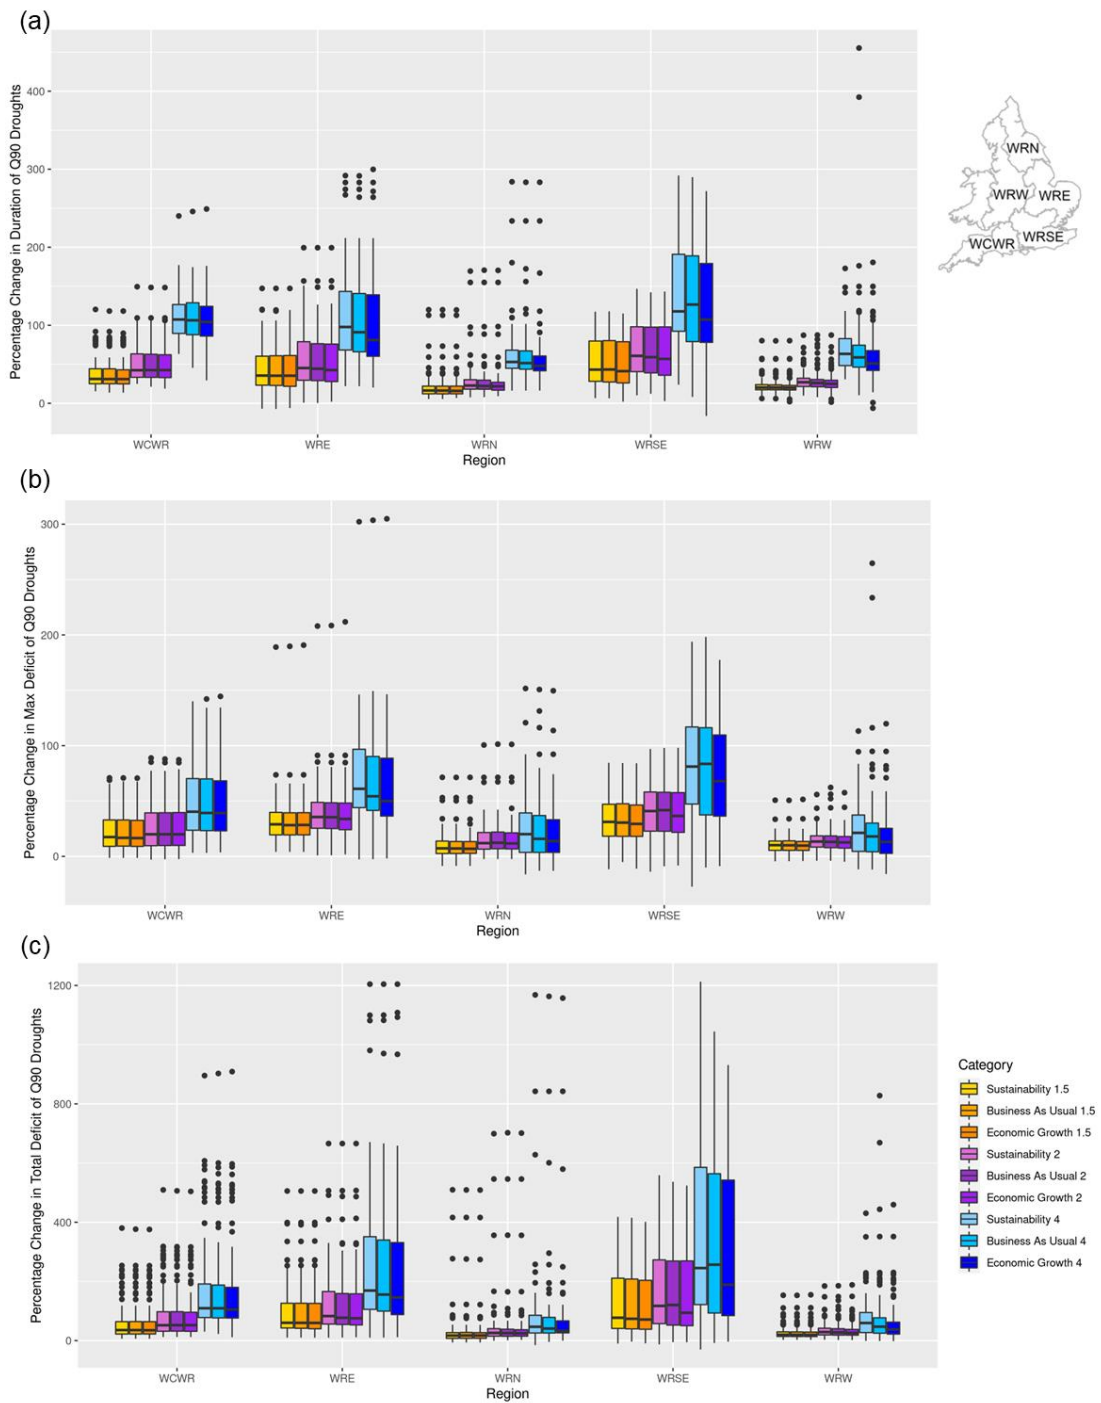 (a)
Percentage Change in Duration of Q90 Droughts
400
300
200
100
0
WCWR
WRE
WRN
WRSE
WRW
Region
WRN
WRW
WRE
WCWR
WRSE
(b)
Percentage Change in Max Deficit of Q90 Droughts
300
200
100
0
WCWR
WRE
WRN
WRSE
WRW
Region
(c)
Percentage Change in Total Deficit of Q90 Droughts
1200
800
400
0
WCWR
WRE
WRN
WRSE
WRW
Region
Category
Sustainability 1.5
Business As Usual 1.5
Economic Growth 1.5
Sustainability 2
Business As Usual 2
Economic Growth 2
Sustainability 4
Business As Usual 4
Economic Growth 4